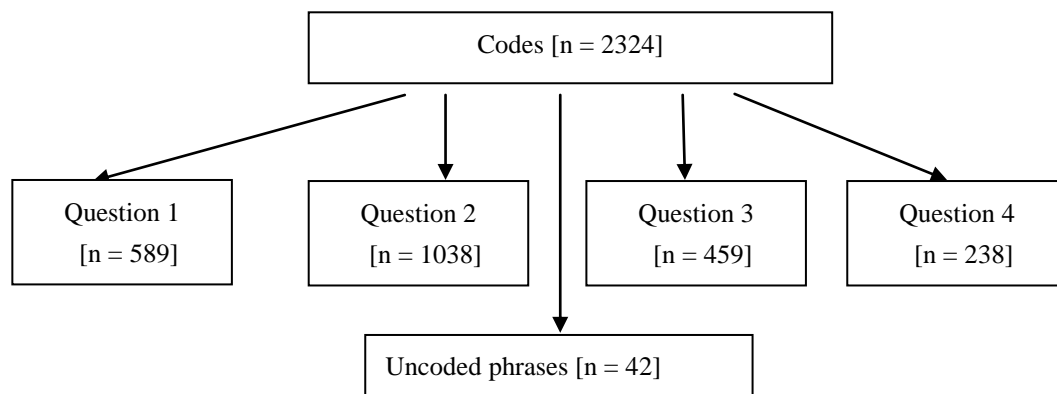 Codes [n = 2324]
Question 1
[n = 589]
Question 2
[n = 1038]
Question 3
[n = 459]
Question 4
[n = 238]
Uncoded phrases [n = 42]